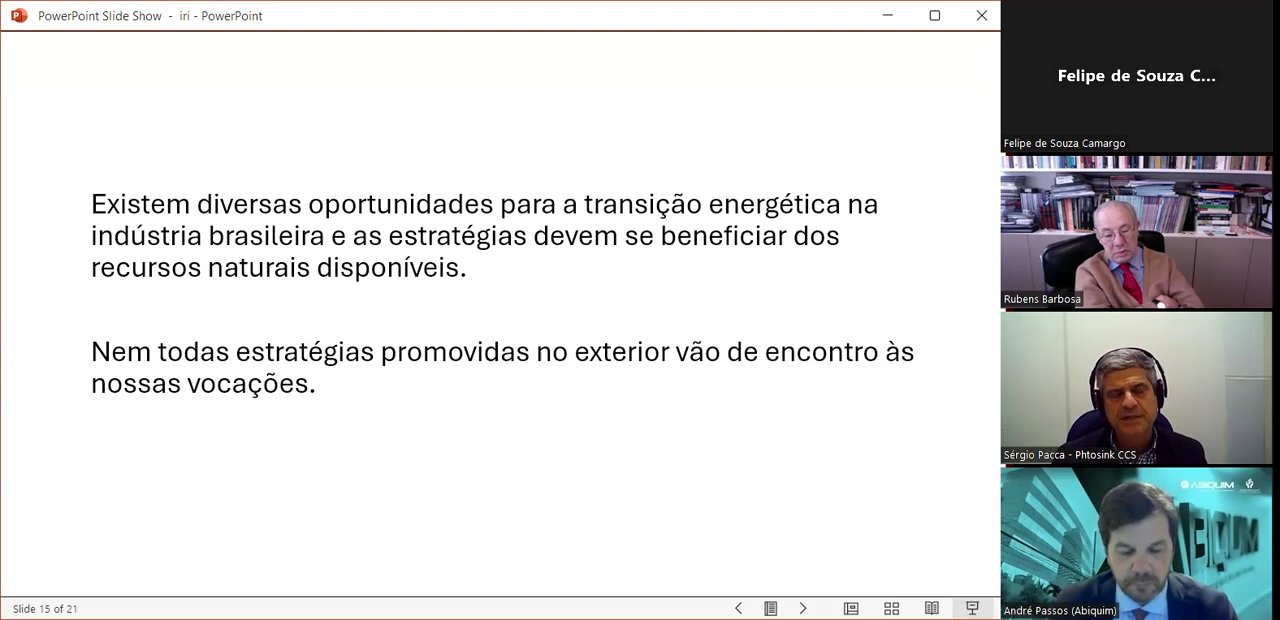 PowerPoint Slide Show - iri - PowerPoint
Existem diversas oportunidades para a transição energética na
indústria brasileira e as estratégias devem se beneficiar dos
recursos naturais disponíveis.
Nem todas estratégias promovidas no exterior vão de encontro às
nossas vocações.
Slide 15 of 21
Felipe de Souza C...
Felipe de Souza Camargo
Rubens Barbosa
Sérgio Pacca - Phtosink CCS
ABIQUIM
ABIQUIM
André Passos (Abiquim)